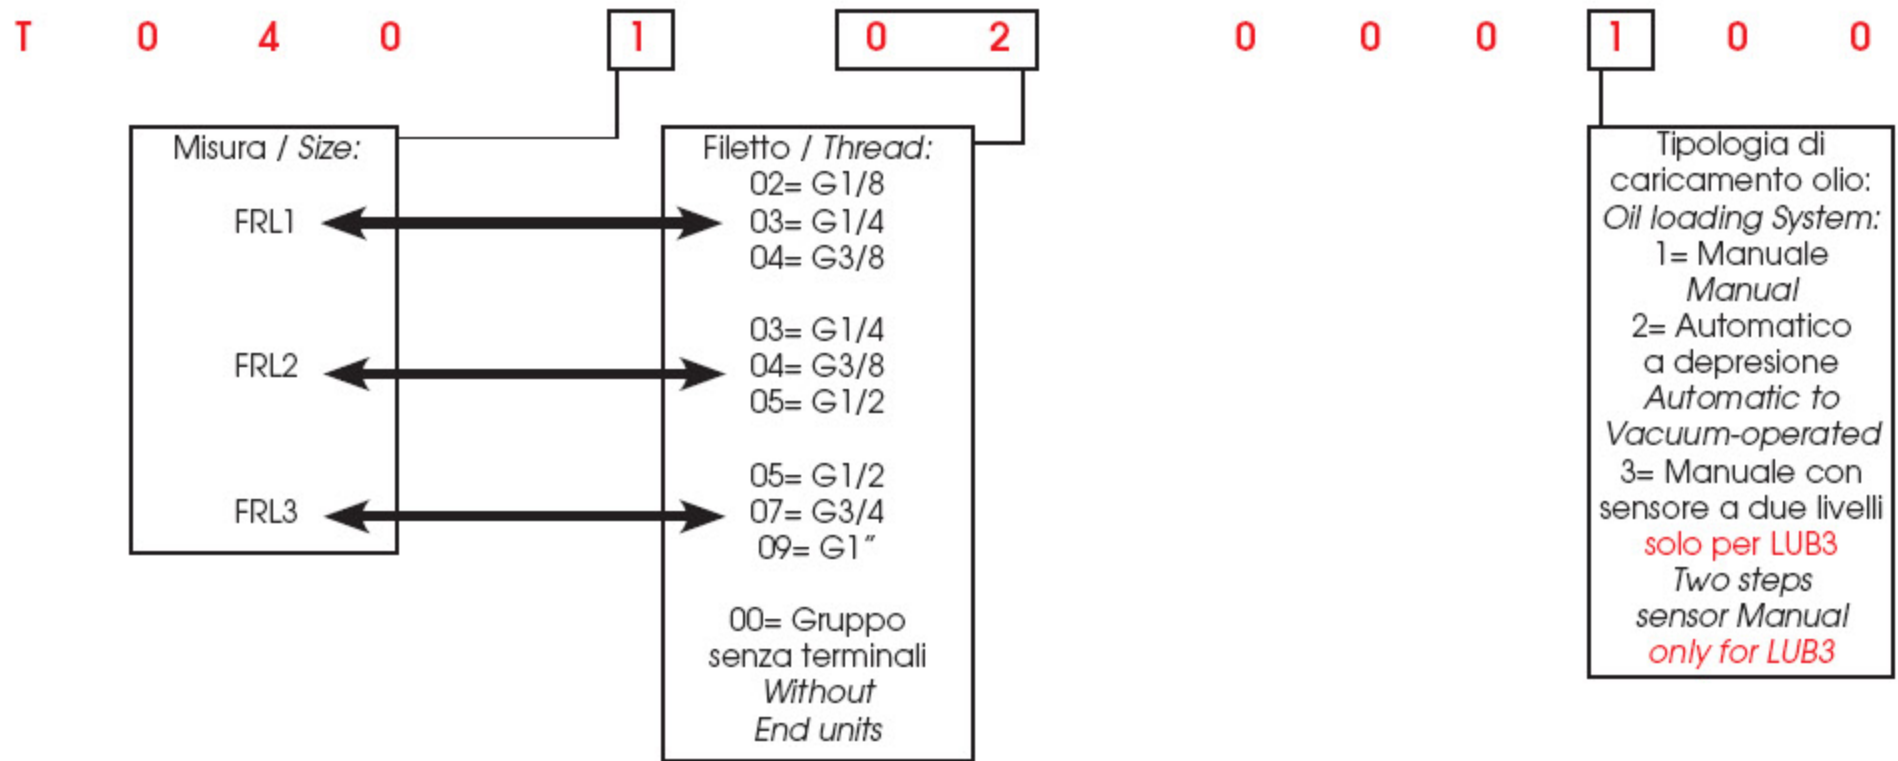 T 0 4 0 1 0 2 0 0 0 1 0 0
Misura / Size:
FRL1
FRL2
FRL3
Filetto / Thread:
02= G1/8
03= G1/4
04= G3/8
03= G1/4
04= G3/8
05= G1/2
05= G1/2
07= G3/4
09= G1”
00= Gruppo
senza terminali
Without
End units
Tipologia di
caricamento olio:
Oil loading System:
1= Manuale
Manual
2= Automatico
a depresione
Automatic to
Vacuum-operated
3= Manuale con
sensore a due livelli
solo per LUB3
Two steps
sensor Manual
only for LUB3